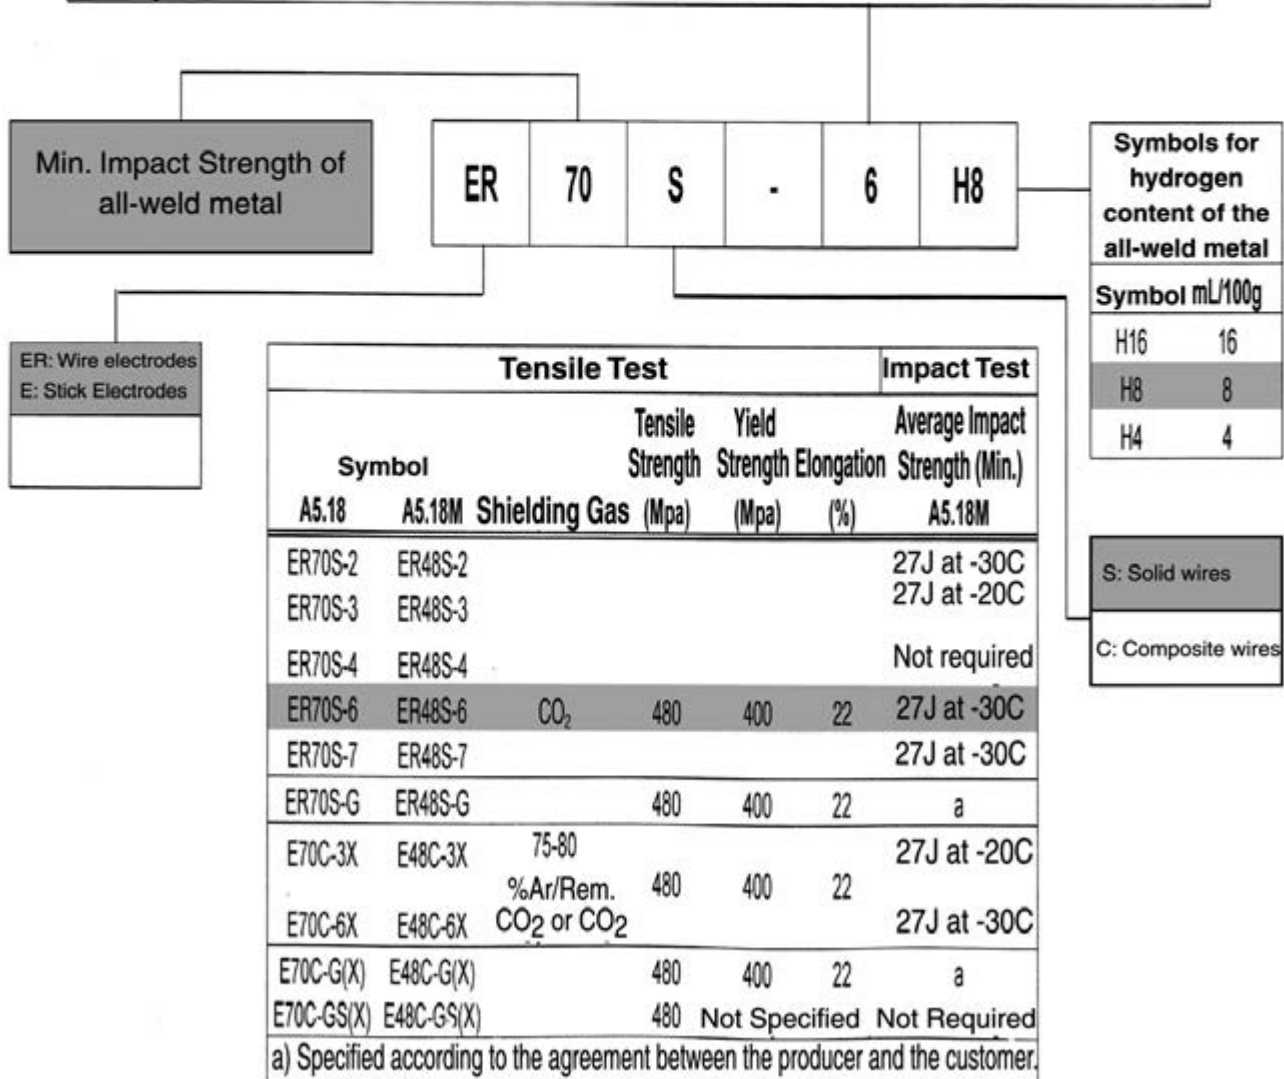 Min. Impact Strength of
all-weld metal
ER 70 S - 6 H8
Symbols for
hydrogen
content of the
all-weld metal
Symbol mL/100g
H16 16
H8 8
H4 4
ER: Wire electrodes
E: Stick Electrodes
S: Solid wires
C: Composite wires
Tensile Test Impact Test
Tensile Yield Average Impact
Symbol Strength Strength Elongation Strength (Min.)
A5.18 A5.18M Shielding Gas (Mpa) (Mpa) (%) A5.18M
ER70S-2 ER48S-2 27J at -30C
ER70S-3 ER48S-3 27J at -20C
ER70S-4 ER48S-4 Not required
ER70S-6 ER48S-6 CO₂ 480 400 22 27J at -30C
ER70S-7 ER48S-7 27J at -30C
ER70S-G ER48S-G 480 400 22 a
E70C-3X E48C-3X 75-80 27J at -20C
%Ar/Rem. 480 400 22
E70C-6X E48C-6X CO2 or CO2 27J at -30C
E70C-G(X) E48C-G(X) 480 400 22 a
E70C-GS(X) E48C-GS(X) 480 Not Specified Not Required
a) Specified according to the agreement between the producer and the customer.